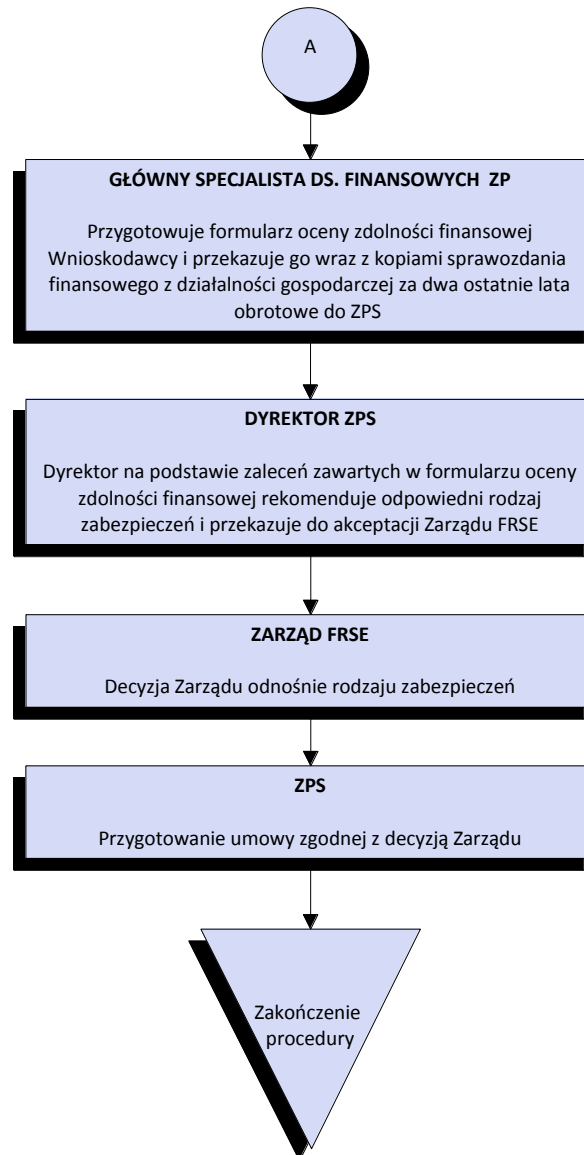 A
GŁÓWNY SPECJALISTA DS. FINANSOWYCH ZP
Przygotowuje formularz oceny zdolności finansowej
Wnioskodawcy i przekazuje go wraz z kopiami sprawozdania
finansowego z działalności gospodarczej za dwa ostatnie lata
obrotowe do ZPS
DYREKTOR ZPS
Dyrektor na podstawie zaleceń zawartych w formularzu oceny
zdolności finansowej rekomenduje odpowiedni rodzaj
zabezpieczeń i przekazuje do akceptacji Zarządu FRSE
ZARZĄD FRSE
Decyzja Zarządu odnośnie rodzaju zabezpieczeń
ZPS
Przygotowanie umowy zgodnej z decyzją Zarządu
Zakończenie
procedury